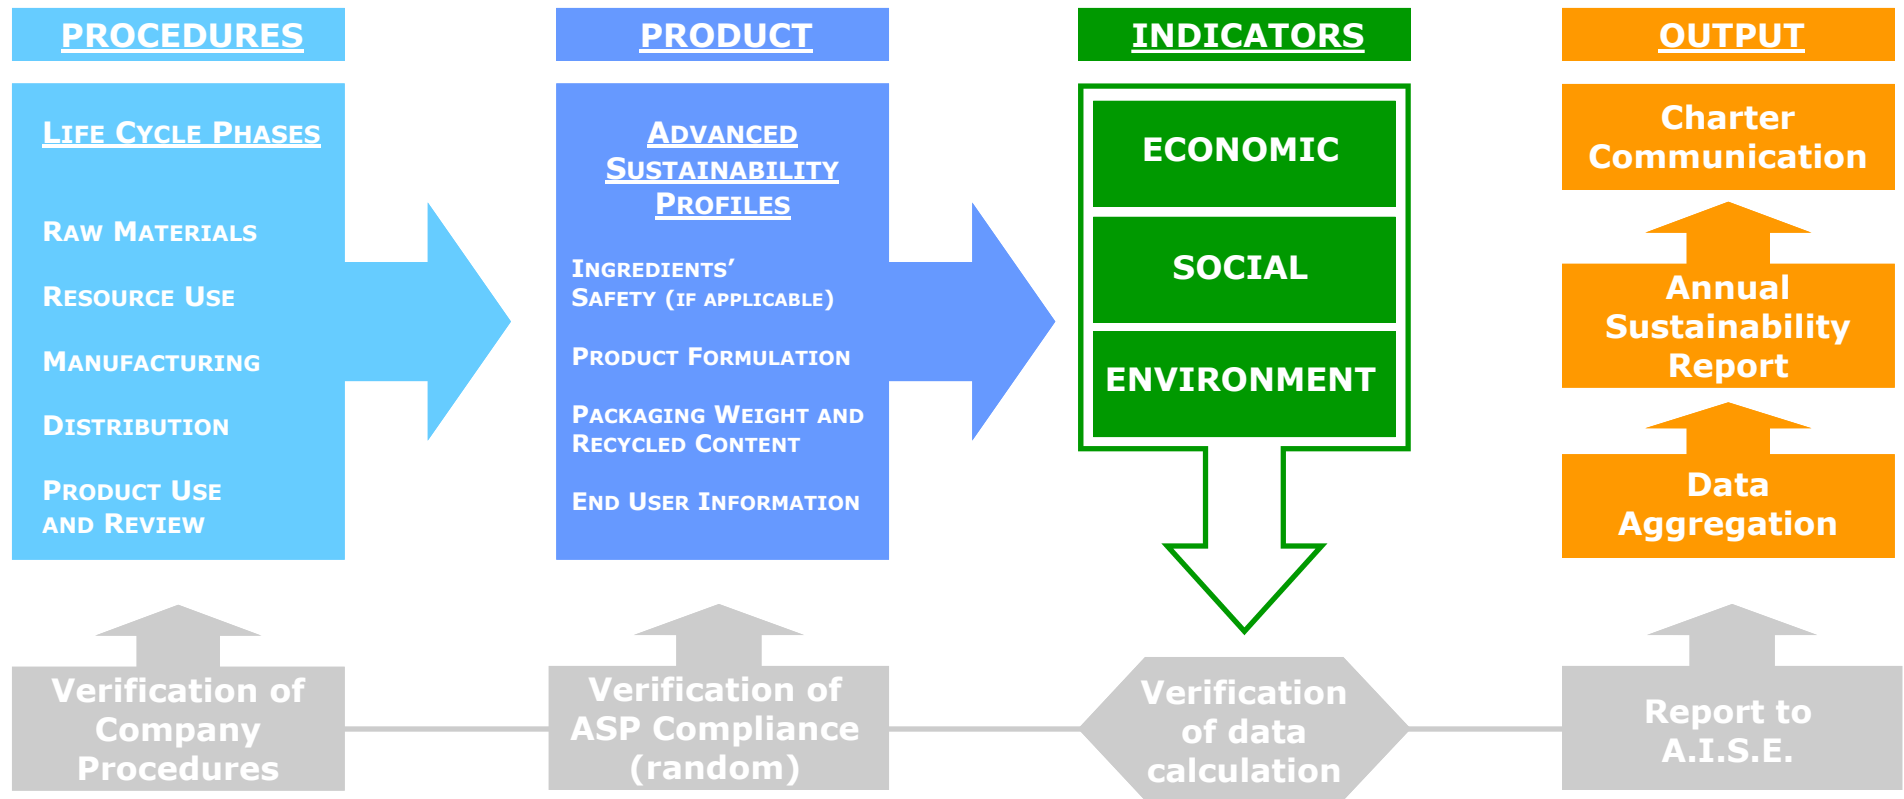 PROCEDURES
LIFE CYCLE PHASES
RAW MATERIALS
RESOURCE USE
MANUFACTURING
DISTRIBUTION
PRODUCT USE
AND REVIEW
Verification of
Company
Procedures
PRODUCT
ADVANCED
SUSTAINABILITY
PROFILES
INGREDIENTS’
SAFETY (IF APPLICABLE)
PRODUCT FORMULATION
PACKAGING WEIGHT AND
RECYCLED CONTENT
END USER INFORMATION
Verification of
ASP Compliance
(random)
INDICATORS
ECONOMIC
SOCIAL
ENVIRONMENT
Verification
of data
calculation
OUTPUT
Charter
Communication
Annual
Sustainability
Report
Data
Aggregation
Report to
A.I.S.E.